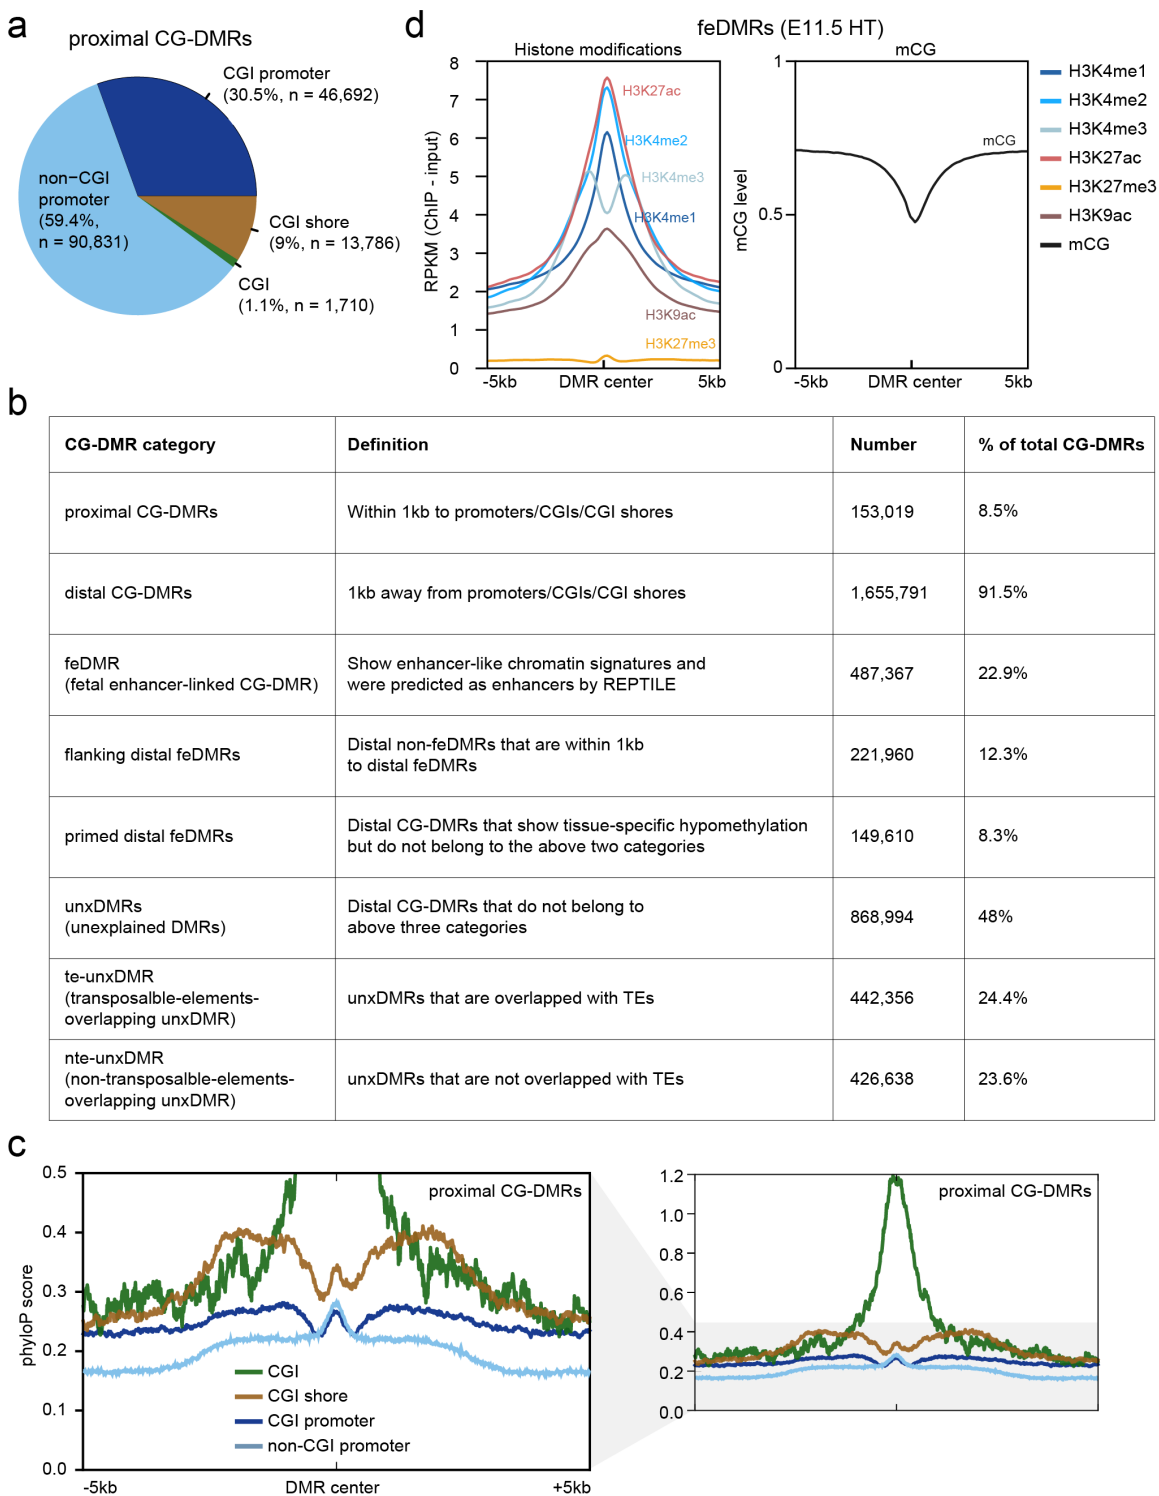 a
proximal CG-DMRs
CGI promoter
(30.5%, n = 46,692)
non−CGI
promoter
(59.4%,
n = 90,831)
CGI shore
(9%, n = 13,786)
CGI
(1.1%, n = 1,710)
d
feDMRs (E11.5 HT)
Histone modifications
RPKM (ChIP - input)
8
7
6
5
4
3
2
1
0
H3K27ac
H3K4me2
H3K4me3
H3K4me1
H3K9ac
H3K27me3
-5kb
DMR center
5kb
mCG
mCG level
1
0.5
0
mCG
-5kb
DMR center
5kb
H3K4me1
H3K4me2
H3K4me3
H3K27ac
H3K27me3
H3K9ac
mCG
b
CG-DMR category
Definition
Number
% of total CG-DMRs
proximal CG-DMRs
Within 1kb to promoters/CGIs/CGI shores
153,019
8.5%
distal CG-DMRs
1kb away from promoters/CGIs/CGI shores
1,655,791
91.5%
feDMR
(fetal enhancer-linked CG-DMR)
Show enhancer-like chromatin signatures and
were predicted as enhancers by REPTILE
487,367
22.9%
flanking distal feDMRs
Distal non-feDMRs that are within 1kb
to distal feDMRs
221,960
12.3%
primed distal feDMRs
Distal CG-DMRs that show tissue-specific hypomethylation
but do not belong to the above two categories
149,610
8.3%
unxDMRs
(unexplained DMRs)
Distal CG-DMRs that do not belong to
above three categories
868,994
48%
te-unxDMR
(transposalble-elements-
overlapping unxDMR)
unxDMRs that are overlapped with TEs
442,356
24.4%
nte-unxDMR
(non-transposalble-elements-
overlapping unxDMR)
unxDMRs that are not overlapped with TEs
426,638
23.6%
c
phyloP score
0.5
0.4
0.3
0.2
0.1
0.0
proximal CG-DMRs
CGI
CGI shore
CGI promoter
non-CGI promoter
-5kb
DMR center
+5kb
1.2
1.0
0.8
0.6
0.4
0.2
0.0
proximal CG-DMRs